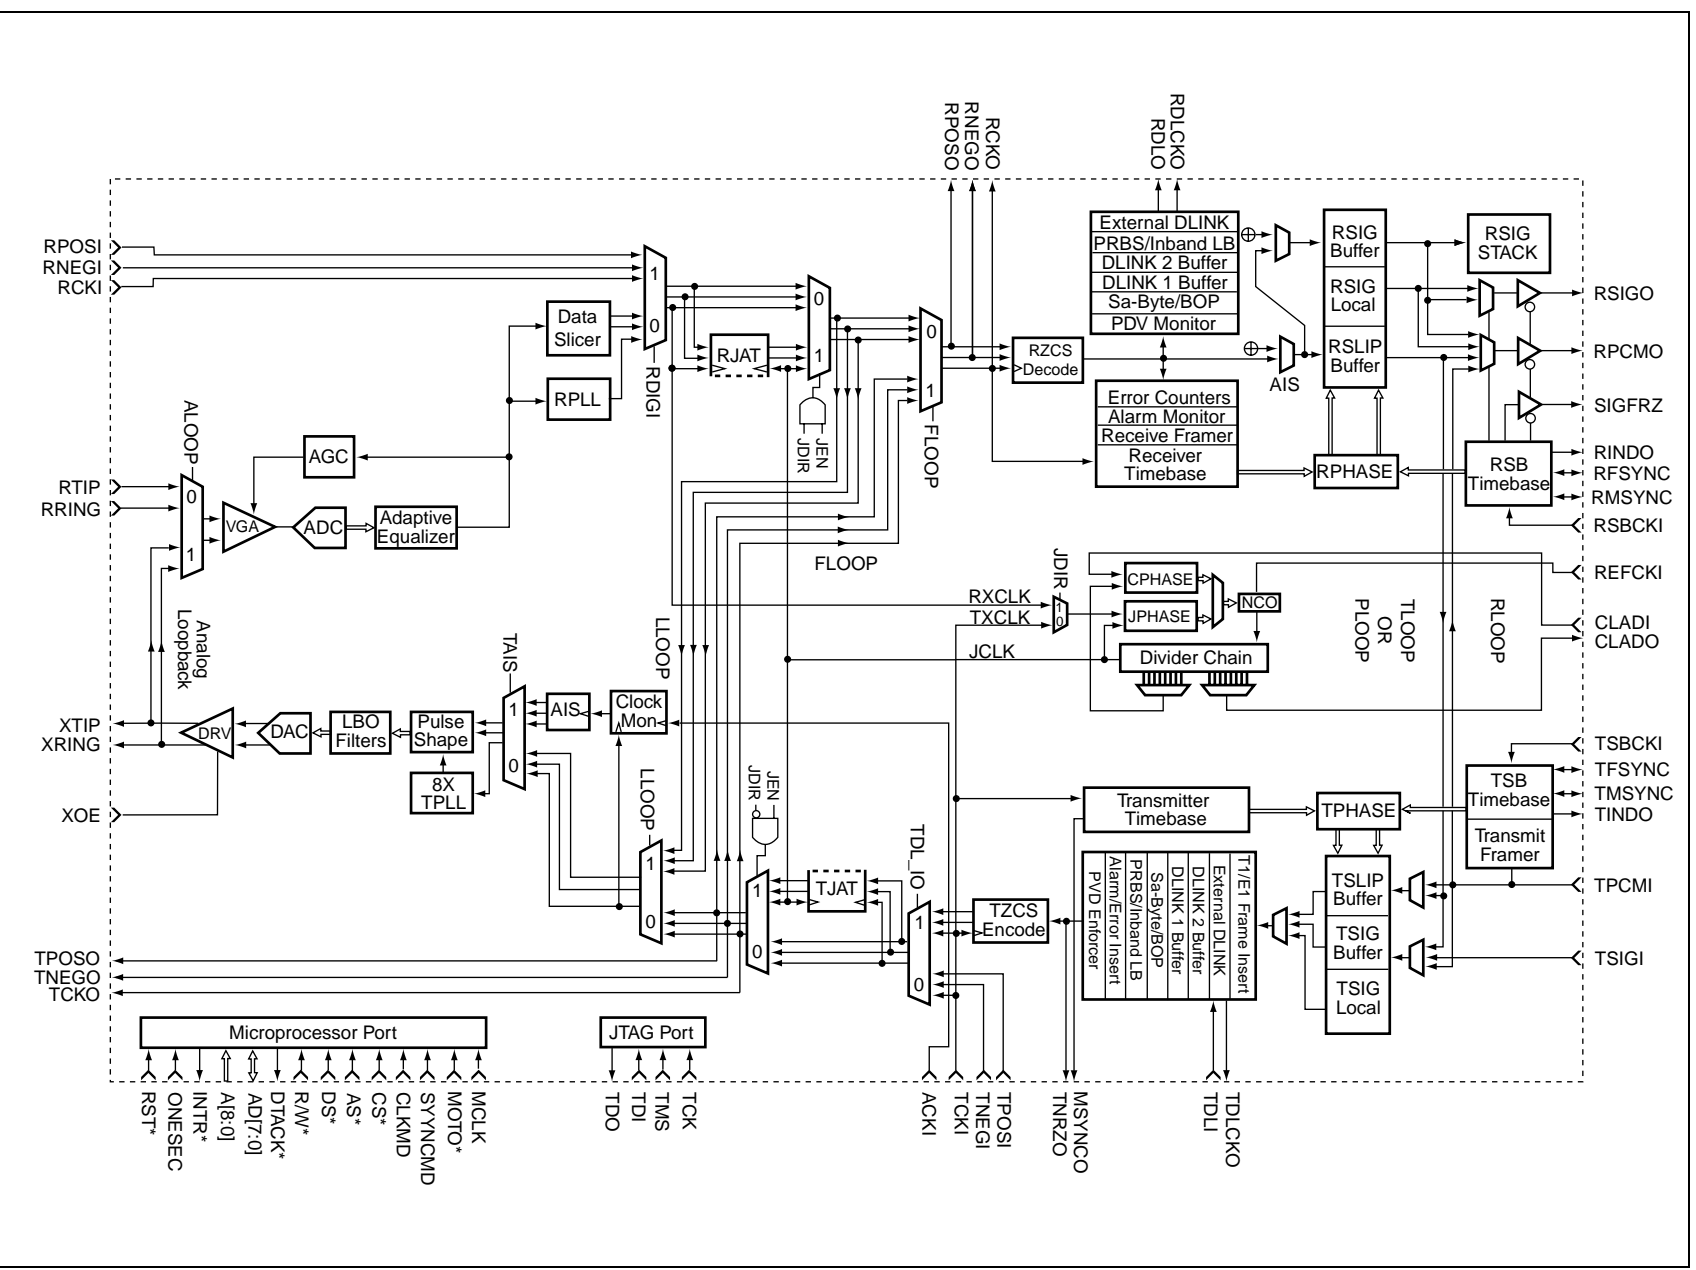 RPOSO
RNEGO
RCKO
RDLO
RDLCKO
RPOSI
RNEGI
RCKI
RTIP
RRING
XTIP
XRING
XOE
TPOSO
TNEGO
TCKO
ALOOP
0
1
VGA
AGC
ADC
Adaptive
Equalizer
Data
Slicer
RPLL
1
0
RDIGI
RJAT
0
1
JDIR
JEN
0
1
FLOOP
FLOOP
RZCS
Decode
External DLINK
PRBS/Inband LB
DLINK 2 Buffer
DLINK 1 Buffer
Sa-Byte/BOP
PDV Monitor
Error Counters
Alarm Monitor
Receive Framer
Receiver
Timebase
AIS
RSIG
Buffer
RSIG
Local
RSLIP
Buffer
RSIG
STACK
RPHASE
RSB
Timebase
RSIGO
RPCMO
SIGFRZ
RINDO
RFSYNC
RMSYNC
RSBCKI
REFCKI
CLADI
CLADO
TSBCKI
TFSYNC
TMSYNC
TINDO
TPCMI
TSIGI
Analog
Loopback
DRV
DAC
LBO
Filters
Pulse
Shape
8X
TPLL
TAIS
1
0
AIS
Clock
Mon
LLOOP
LLOOP
1
0
JDIR
JEN
1
0
TJAT
TDL_IO
1
0
TZCS
Encode
RXCLK
TXCLK
JCLK
JDIR
1
0
CPHASE
JPHASE
NCO
Divider Chain
PLOOP
OR
TLOOP
RLOOP
Transmitter
Timebase
TPHASE
TSB
Timebase
Transmit
Framer
T1/E1 Frame Insert
External DLINK
DLINK 2 Buffer
DLINK 1 Buffer
Sa-Byte/BOP
PRBS/Inband LB
Alarm/Error Insert
PVD Enforcer
TSLIP
Buffer
TSIG
Buffer
TSIG
Local
Microprocessor Port
JTAG Port
RST*
ONESEC
INTR*
A[8:0]
AD[7:0]
DTACK*
R/W*
DS*
AS*
CS*
CLKMD
SYYNCMD
MOTO*
MCLK
TDO
TDI
TMS
TCK
ACKI
TCKI
TNEGI
TPOSI
TNRZO
MSYNCO
TDLI
TDLCKO